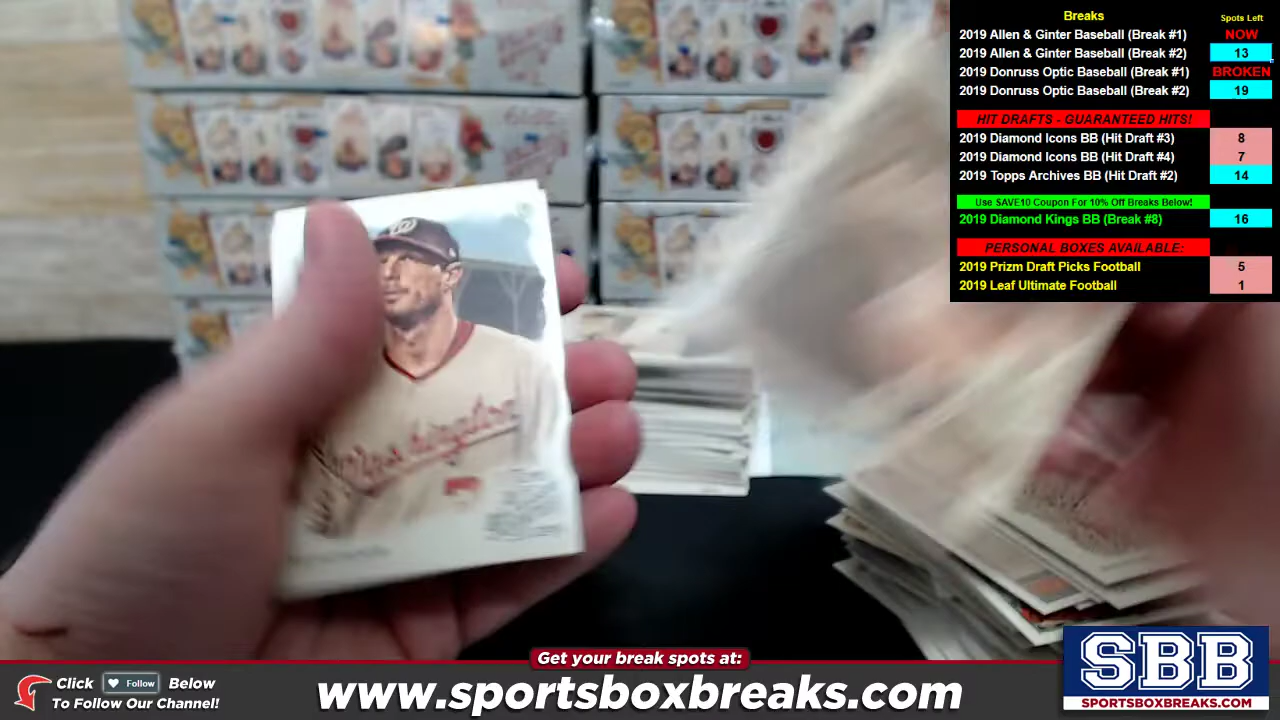 Breaks Spots Left
2019 Allen & Ginter Baseball (Break #1) NOW
2019 Allen & Ginter Baseball (Break #2) 13
2019 Donruss Optic Baseball (Break #1) BROKEN
2019 Donruss Optic Baseball (Break #2) 19
HIT DRAFTS - GUARANTEED HITS!
2019 Diamond Icons BB (Hit Draft #3) 8
2019 Diamond Icons BB (Hit Draft #4) 7
2019 Topps Archives BB (Hit Draft #2) 14
Use SAVE10 Coupon For 10% Off Breaks Below!
2019 Diamond Kings BB (Break #8) 16
PERSONAL BOXES AVAILABLE:
2019 Prizm Draft Picks Football 5
2019 Leaf Ultimate Football 1
W
Washington
Get your break spots at:
Click Follow Below
To Follow Our Channel!
www.sportsboxbreaks.com
SBB
SPORTSBOXBREAKS.COM